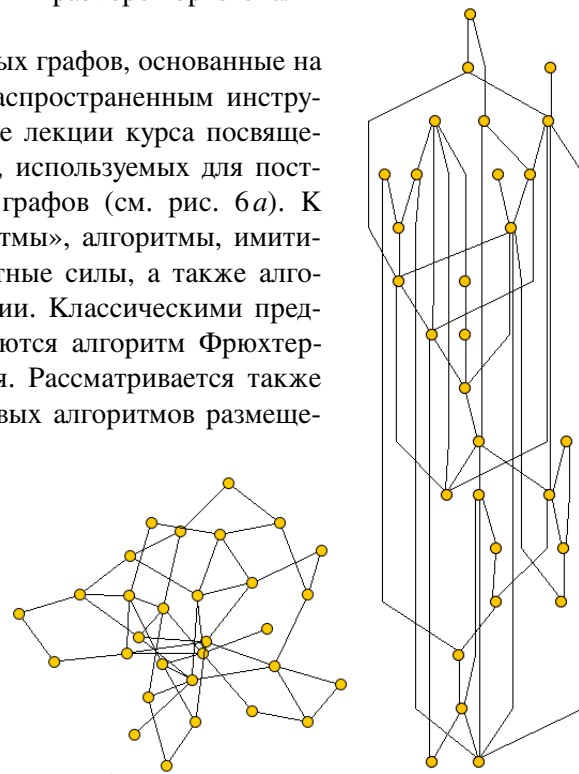 ых графов, основанные на
аспространенным инстру-
е лекции курса посвяще-
, используемых для пост-
графов (см. рис. 6а). К
тмы», алгоритмы, имити-
тные силы, а также алго-
ии. Классическими пред-
ются алгоритм Фрюхтер-
я. Рассматривается также
вых алгоритмов размеще-